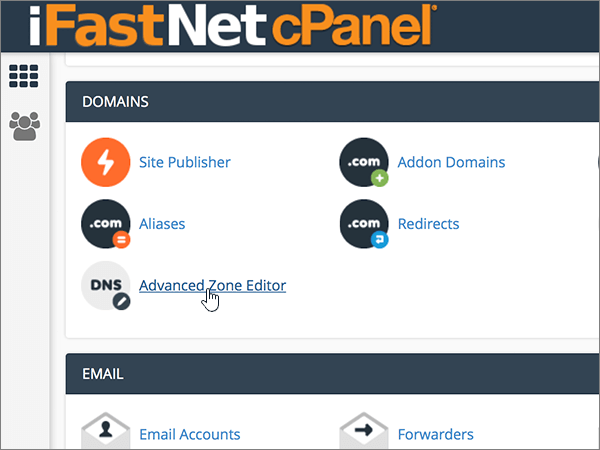 iFastNet cPanel
DOMAINS
Site Publisher
.com Addon Domains
.com Aliases
.com Redirects
DNS Advanced Zone Editor
EMAIL
Email Accounts
Forwarders